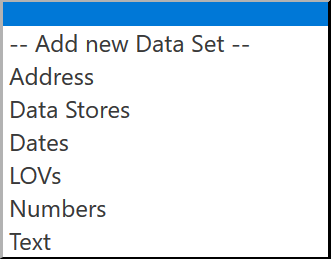 -- Add new Data Set --
Address
Data Stores
Dates
LOVs
Numbers
Text